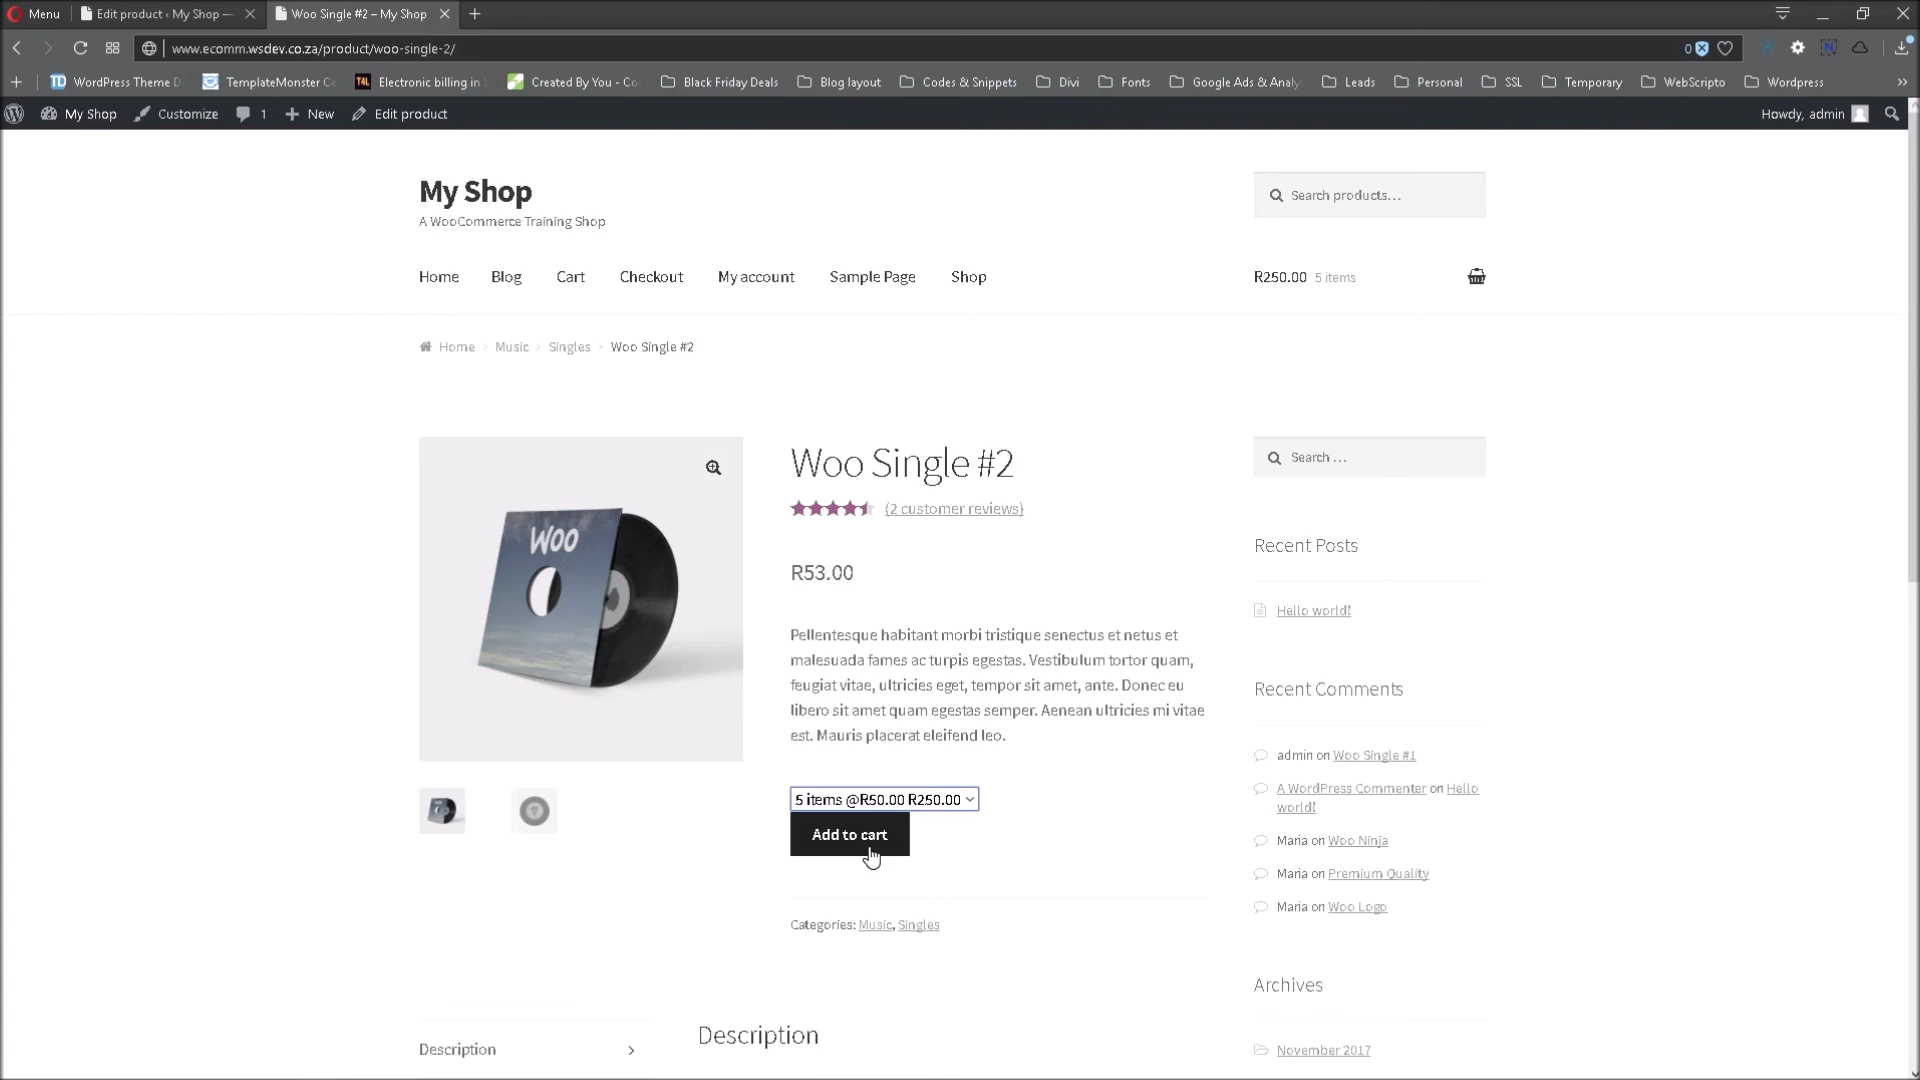 Menu
Edit product ‹ My Shop —
Woo Single #2 – My Shop
www.ecomm.wsdev.co.za/product/woo-single-2/
0
WordPress Theme D
TemplateMonster Co
Electronic billing in S
Created By You - Co
Black Friday Deals
Blog layout
Codes & Snippets
Divi
Fonts
Google Ads & Analy
Leads
Personal
SSL
Temporary
WebScripto
Wordpress
My Shop
Customize
1
New
Edit product
Howdy, admin
My Shop
A WooCommerce Training Shop
Search products…
Home
Blog
Cart
Checkout
My account
Sample Page
Shop
R250.00 5 items
Home
Music
Singles
Woo Single #2
WOO
Woo Single #2
(2 customer reviews)
R53.00
Pellentesque habitant morbi tristique senectus et netus et
malesuada fames ac turpis egestas. Vestibulum tortor quam,
feugiat vitae, ultricies eget, tempor sit amet, ante. Donec eu
libero sit amet quam egestas semper. Aenean ultricies mi vitae
est. Mauris placerat eleifend leo.
5 items @R50.00 R250.00
Add to cart
Categories: Music, Singles
Search …
Recent Posts
Hello world!
Recent Comments
admin on Woo Single #1
A WordPress Commenter on Hello
world!
Maria on Woo Ninja
Maria on Premium Quality
Maria on Woo Logo
Archives
November 2017
Description
Description